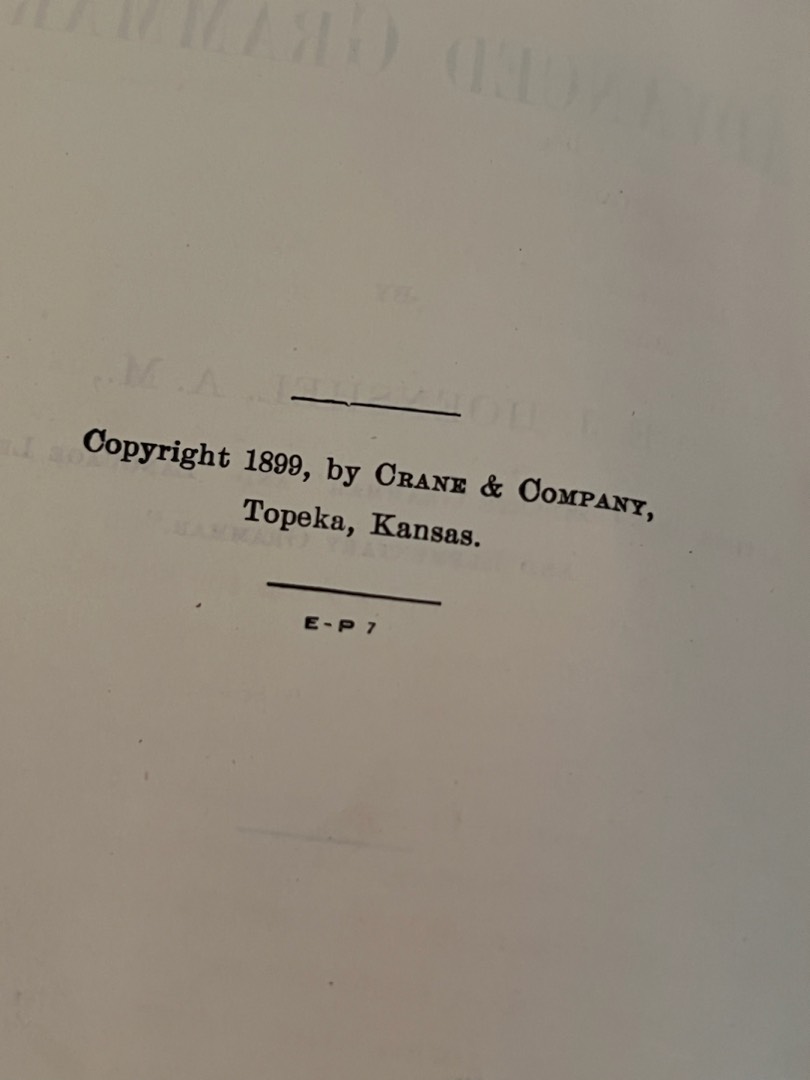 Copyright 1899, by CRANE & COMPANY,
Topeka, Kansas.
E-P 7